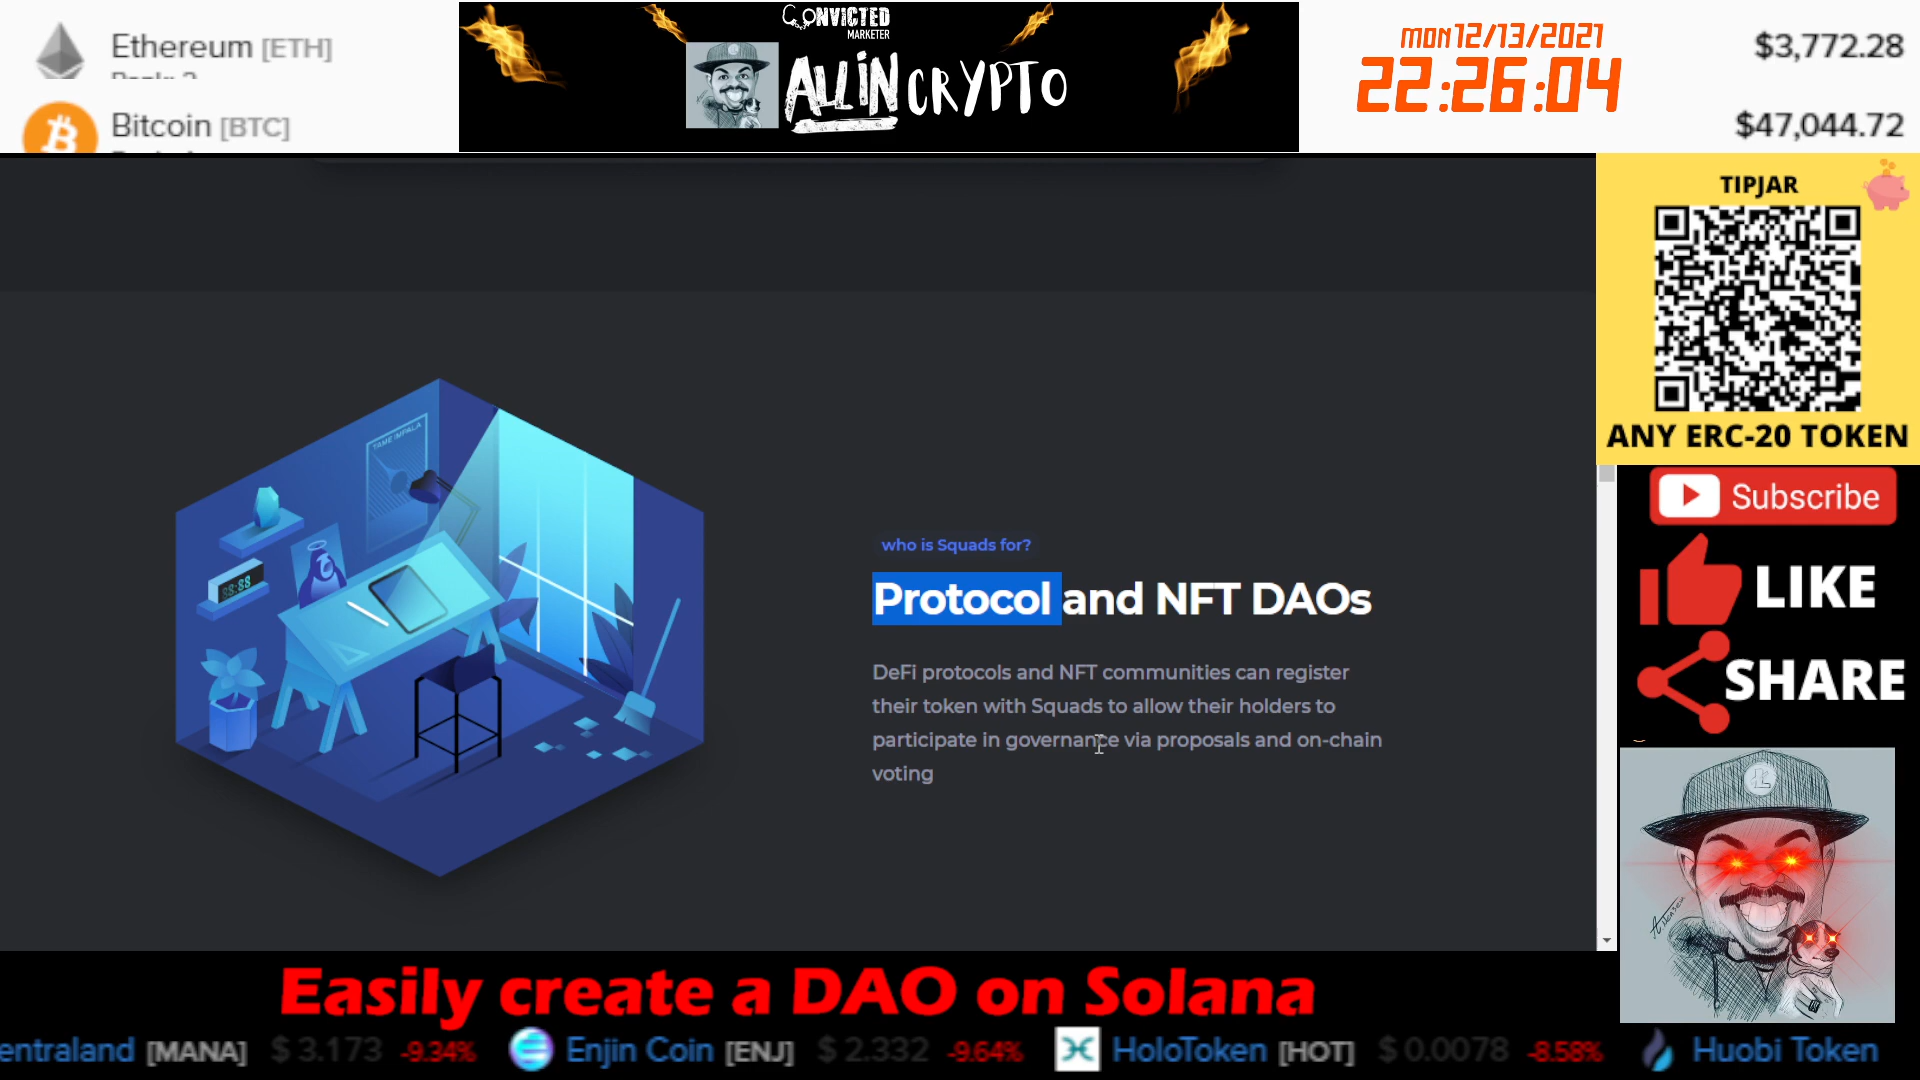 Ethereum [ETH]
Bitcoin [BTC]
CONVICTED
MARKETER
ALL iN CRYPTO
MON 12/13/2021
22:26:04
$3,772.28
$47,044.72
TIPJAR
ANY ERC-20 TOKEN
Subscribe
LIKE
SHARE
TAME IMPALA
who is Squads for?
Protocol and NFT DAOs
DeFi protocols and NFT communities can register
their token with Squads to allow their holders to
participate in governance via proposals and on-chain
voting
Easily create a DAO on Solana
entraland [MANA] $ 3.173 -9.34% Enjin Coin [ENJ] $ 2.332 -9.64% HoloToken [HOT] $ 0.0078 -8.58% Huobi Token